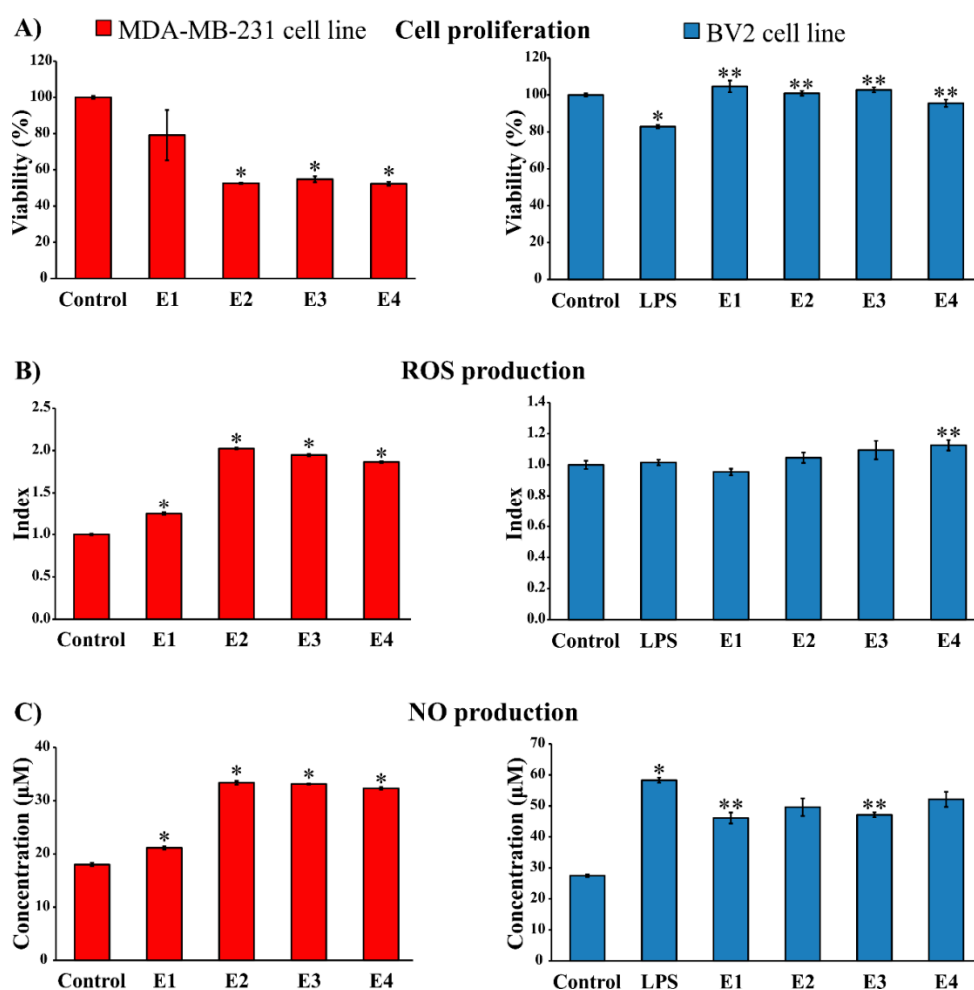 A) MDA-MB-231 cell line Cell proliferation BV2 cell line
Viability (%)
120
100
80
60
40
20
0
* * *
Control E1 E2 E3 E4
Viability (%)
120
100
80
60
40
20
0
* ** ** ** **
Control LPS E1 E2 E3 E4
B) ROS production
Index
2.5
2.0
1.5
1.0
0.5
0.0
* * * *
Control E1 E2 E3 E4
Index
1.4
1.2
1.0
0.8
0.6
0.4
0.2
0.0
**
Control LPS E1 E2 E3 E4
C) NO production
Concentration (µM)
40
30
20
10
0
* * * *
Control E1 E2 E3 E4
Concentration (µM)
70
60
50
40
30
20
10
0
* ** **
Control LPS E1 E2 E3 E4